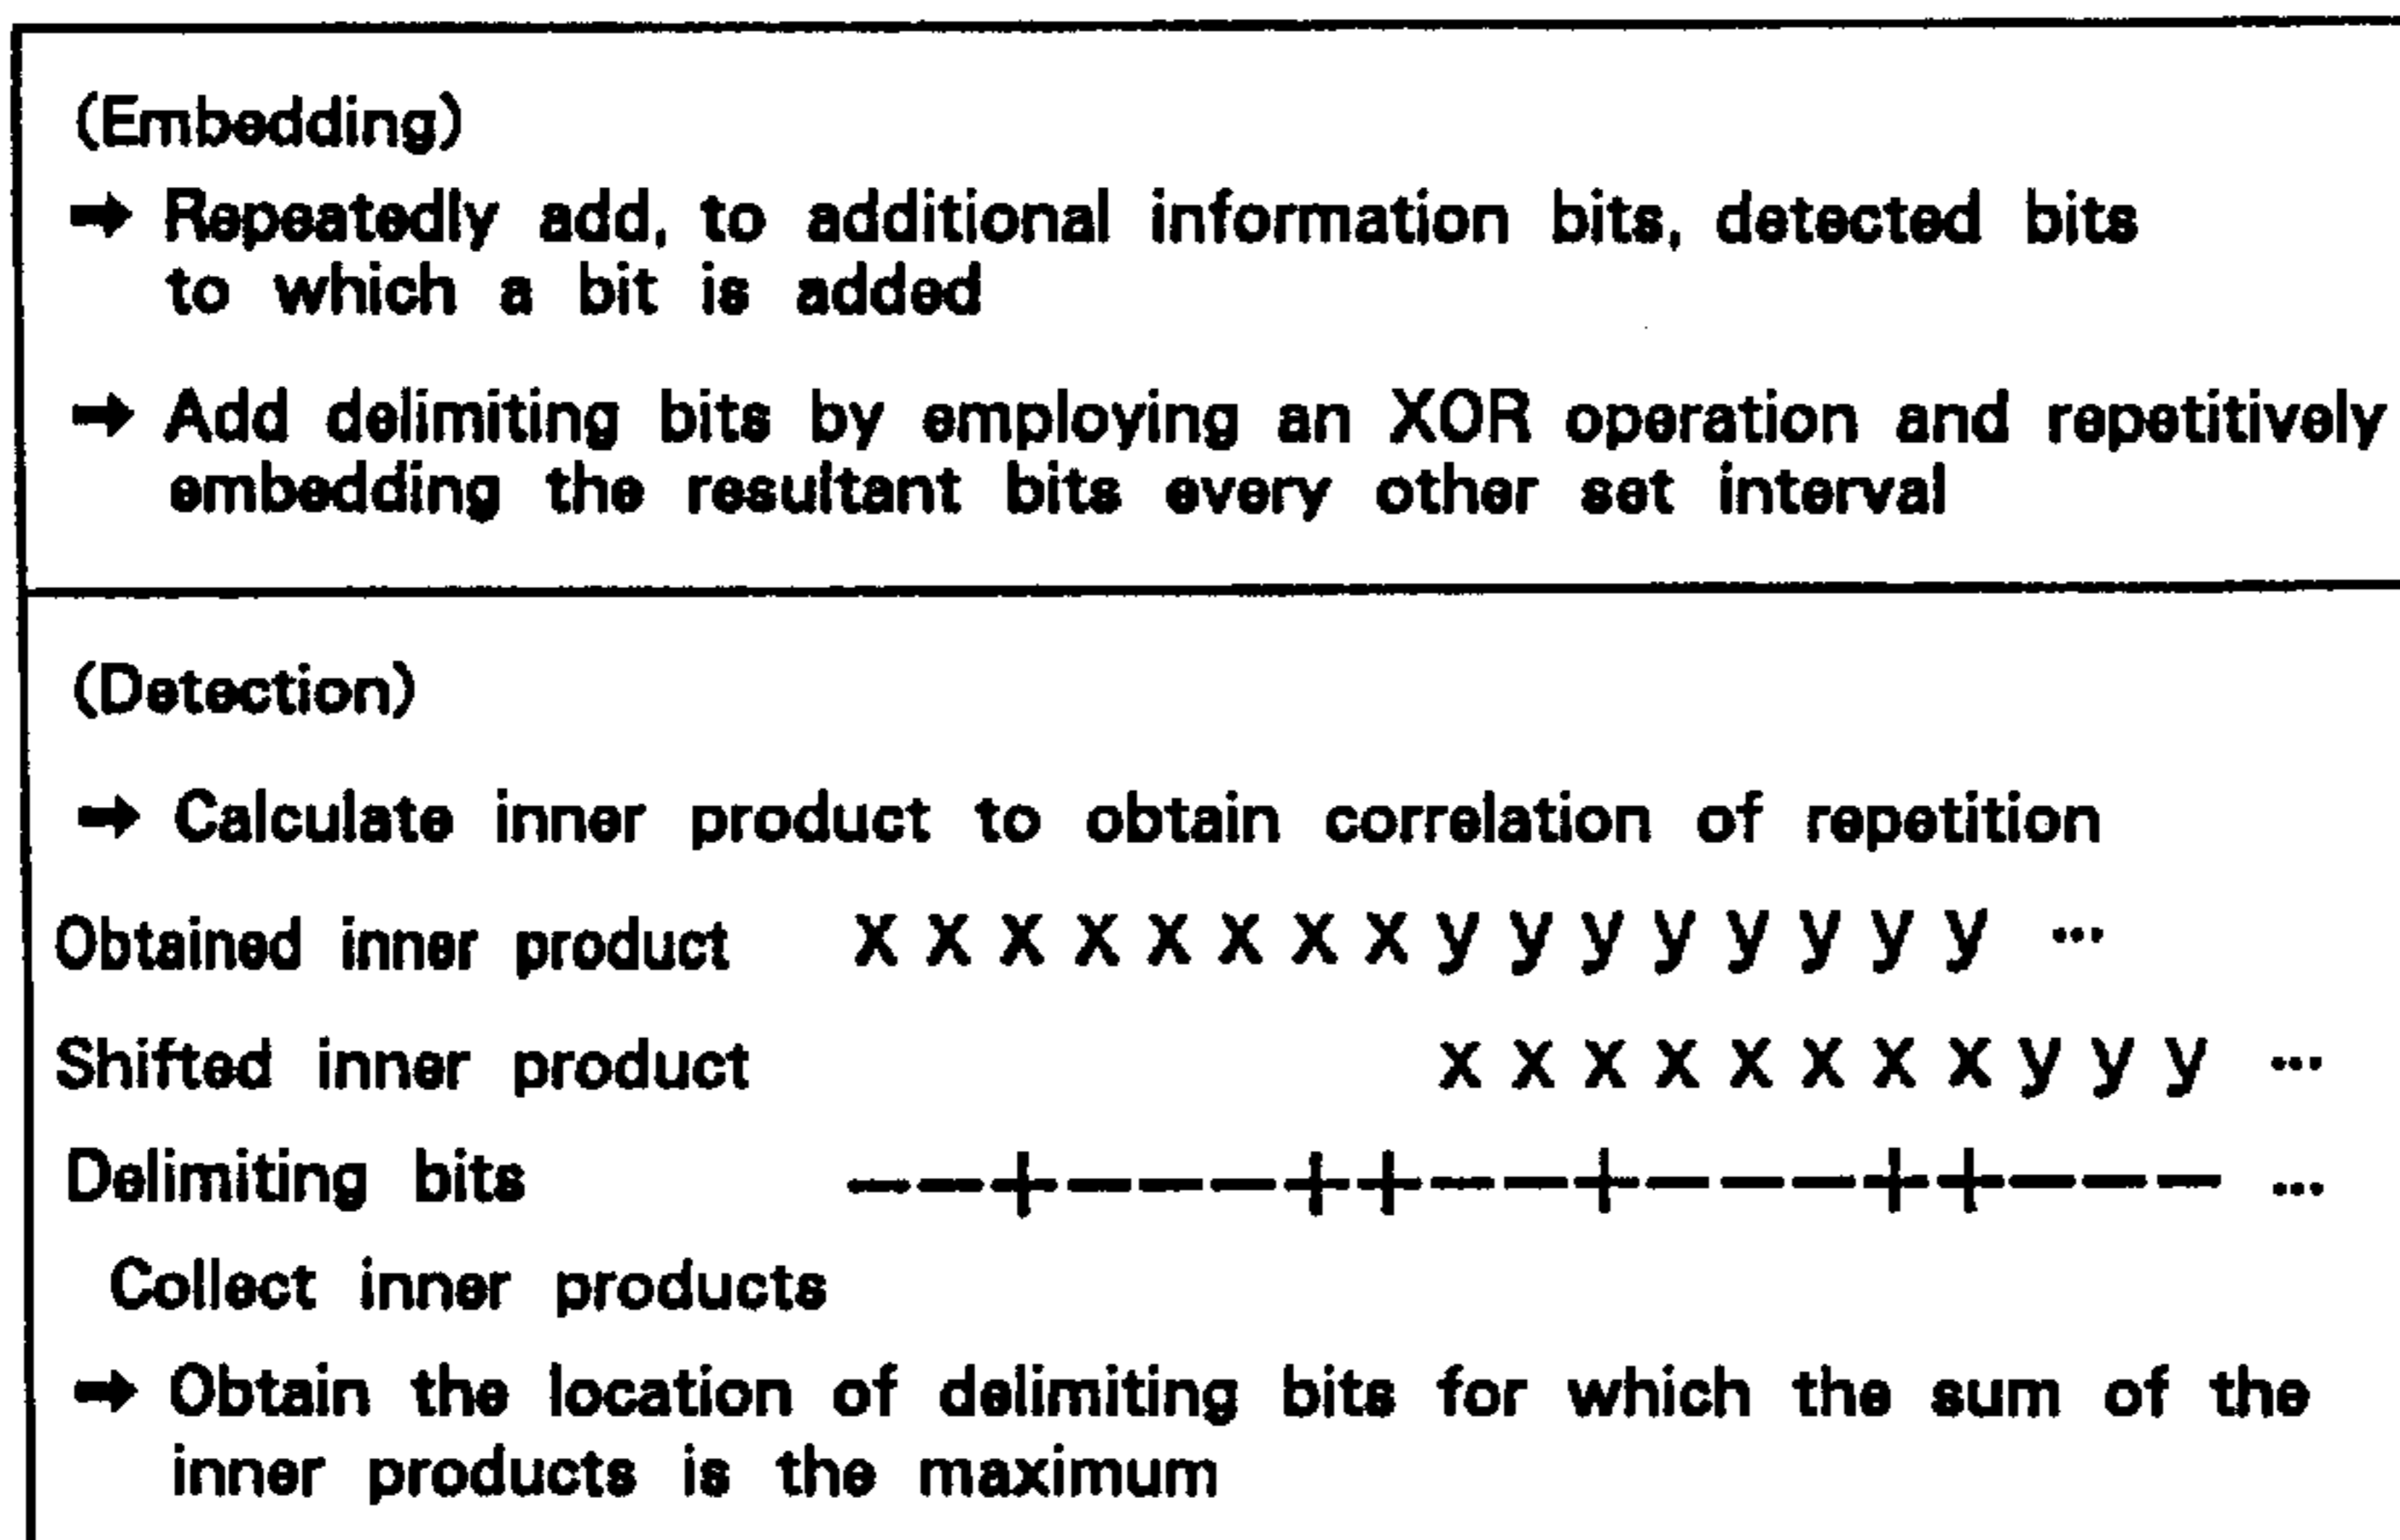 (Embedding)
➡ Repeatedly add, to additional information bits, detected bits
to which a bit is added
➡ Add delimiting bits by employing an XOR operation and repetitively
embedding the resultant bits every other set interval
(Detection)
➡ Calculate inner product to obtain correlation of repetition
Obtained inner product x x x x x x x x y y y y y y y y ...
Shifted inner product x x x x x x x x y y y ...
Delimiting bits — — + — — — + + — — + — — — + + — — — ...
Collect inner products
➡ Obtain the location of delimiting bits for which the sum of the
inner products is the maximum